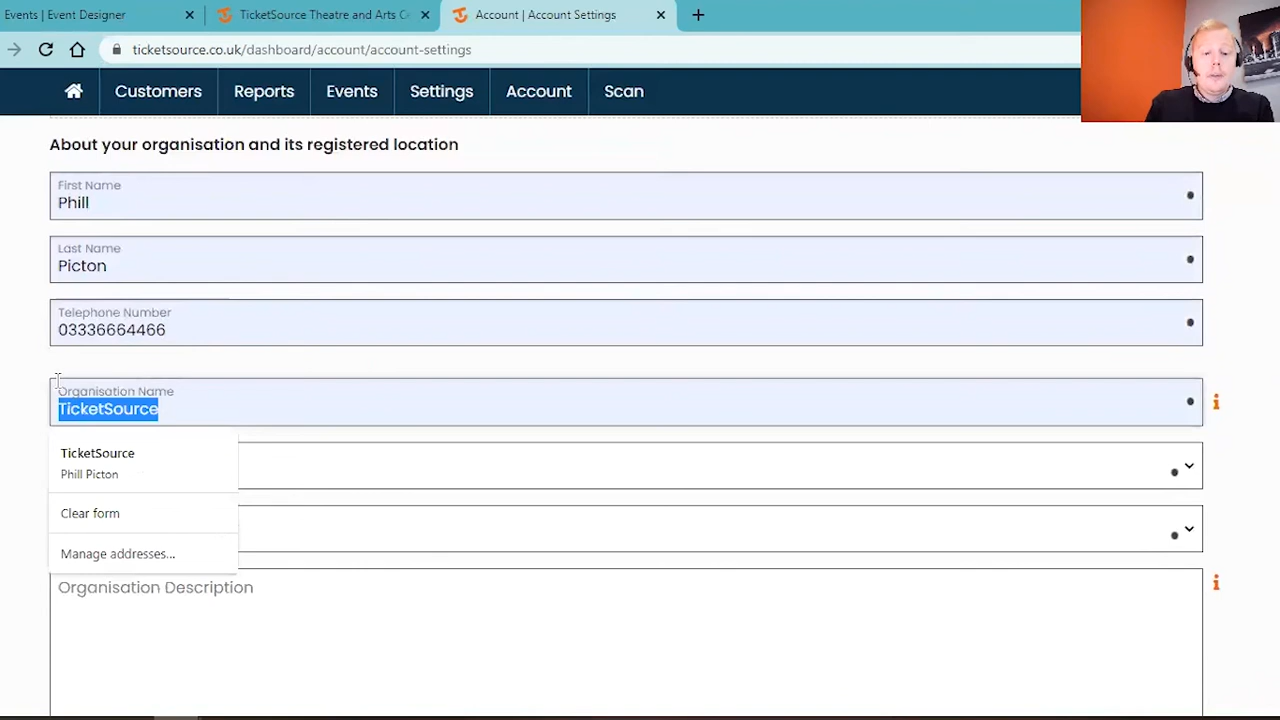 Events | Event Designer
TicketSource Theatre and Arts C
Account | Account Settings
ticketsource.co.uk/dashboard/account/account-settings
Customers
Reports
Events
Settings
Account
Scan
About your organisation and its registered location
First Name
Phill
Last Name
Picton
Telephone Number
03336664466
Organisation Name
TicketSource
TicketSource
Phill Picton
Clear form
Manage addresses...
Organisation Description